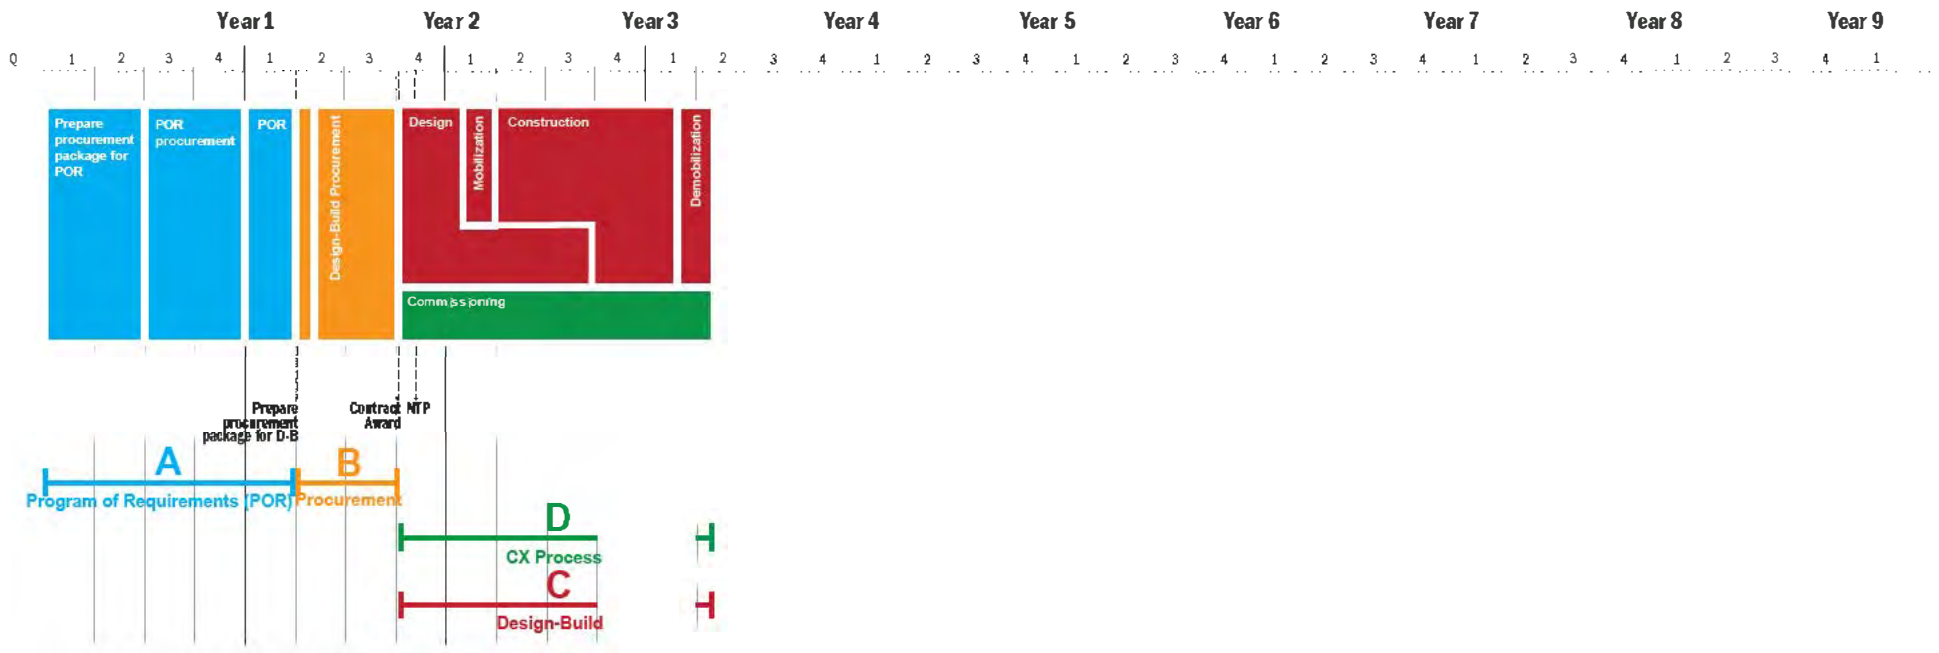 Year 1 Year 2 Year 3 Year 4 Year 5 Year 6 Year 7 Year 8 Year 9
Q 1 2 3 4 1 2 3 4 1 2 3 4 1 2 3 4 1 2 3 4 1 2 3 4 1 2 3 4 1 2 3 4 1 2 3 4 1
Prepare
procurement
package for
POR
POR
procurement
POR
Design-Build Procurement
Design
Mobilization
Construction
Demobilization
Commissioning
Prepare
procurement
package for D-B
Contract
Award
NTP
A
Program of Requirements (POR)
B
Procurement
D
CX Process
C
Design-Build